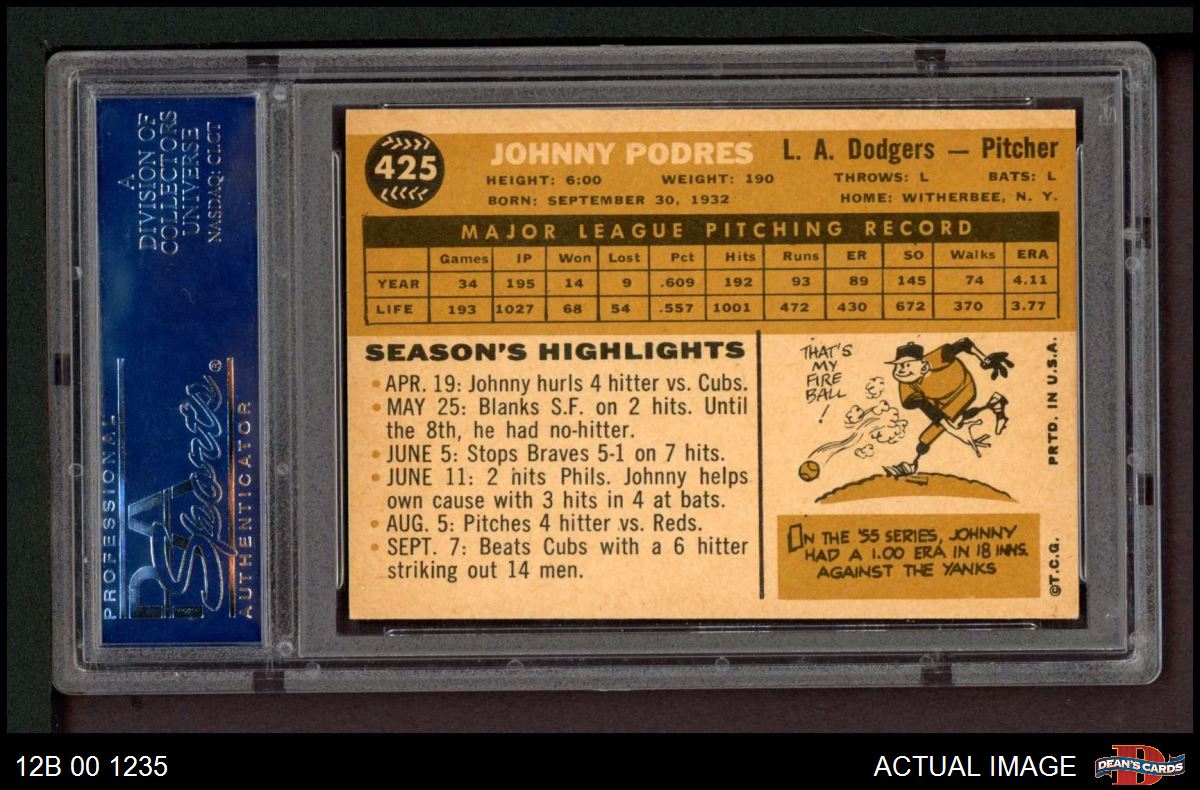 A
DIVISION OF
COLLECTORS
UNIVERSE
NASDAQ: CLCT
PROFESSIONAL
PSA
Sports®
AUTHENTICATOR
425
JOHNNY PODRES L. A. Dodgers — Pitcher
HEIGHT: 6:00 WEIGHT: 190 THROWS: L BATS: L
BORN: SEPTEMBER 30, 1932 HOME: WITHERBEE, N. Y.
MAJOR LEAGUE PITCHING RECORD
Games IP Won Lost Pct Hits Runs ER SO Walks ERA
YEAR 34 195 14 9 .609 192 93 89 145 74 4.11
LIFE 193 1027 68 54 .557 1001 472 430 672 370 3.77
SEASON'S HIGHLIGHTS
• APR. 19: Johnny hurls 4 hitter vs. Cubs.
• MAY 25: Blanks S.F. on 2 hits. Until
the 8th, he had no-hitter.
• JUNE 5: Stops Braves 5-1 on 7 hits.
• JUNE 11: 2 hits Phils. Johnny helps
own cause with 3 hits in 4 at bats.
• AUG. 5: Pitches 4 hitter vs. Reds.
• SEPT. 7: Beats Cubs with a 6 hitter
striking out 14 men.
THAT'S
MY
FIRE
BALL
!
ON THE '55 SERIES, JOHNNY
HAD A 1.00 ERA IN 18 INNS.
AGAINST THE YANKS
PRTD. IN U.S.A.
©T.C.G.
12B 00 1235
ACTUAL IMAGE
DEAN'S CARDS